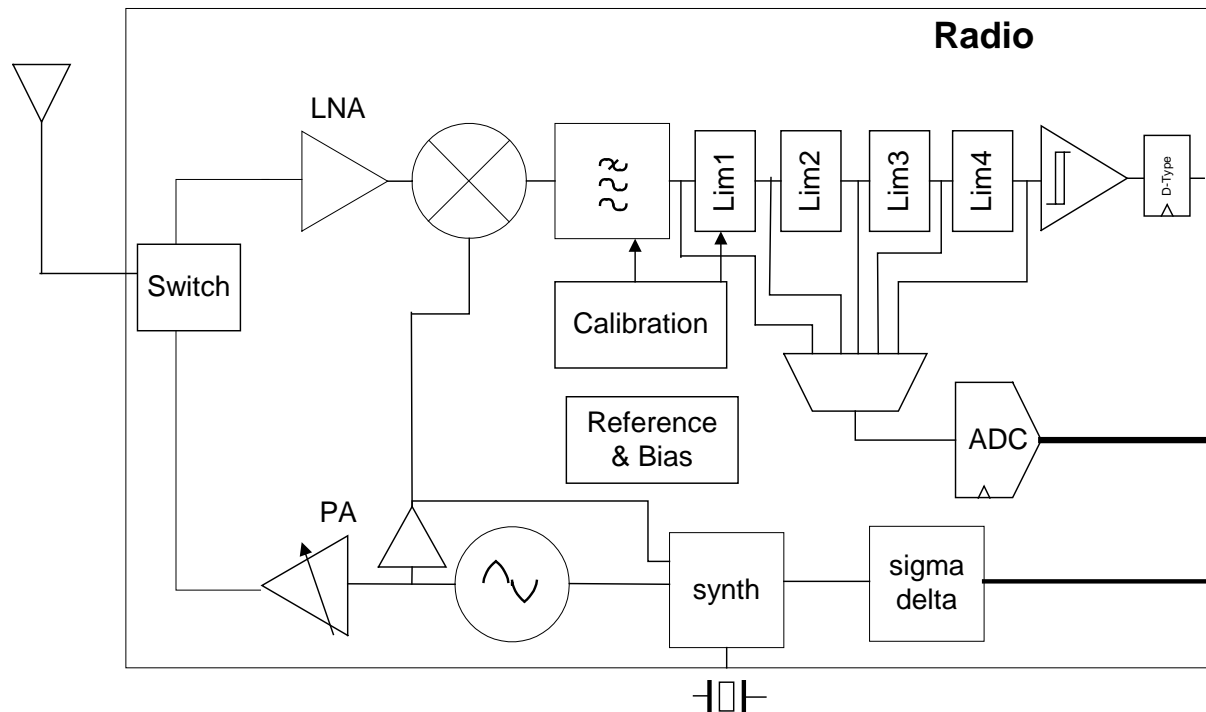 Radio
LNA
Lim1
Lim2
Lim3
Lim4
D-Type
Switch
Calibration
Reference
& Bias
ADC
PA
synth
sigma
delta